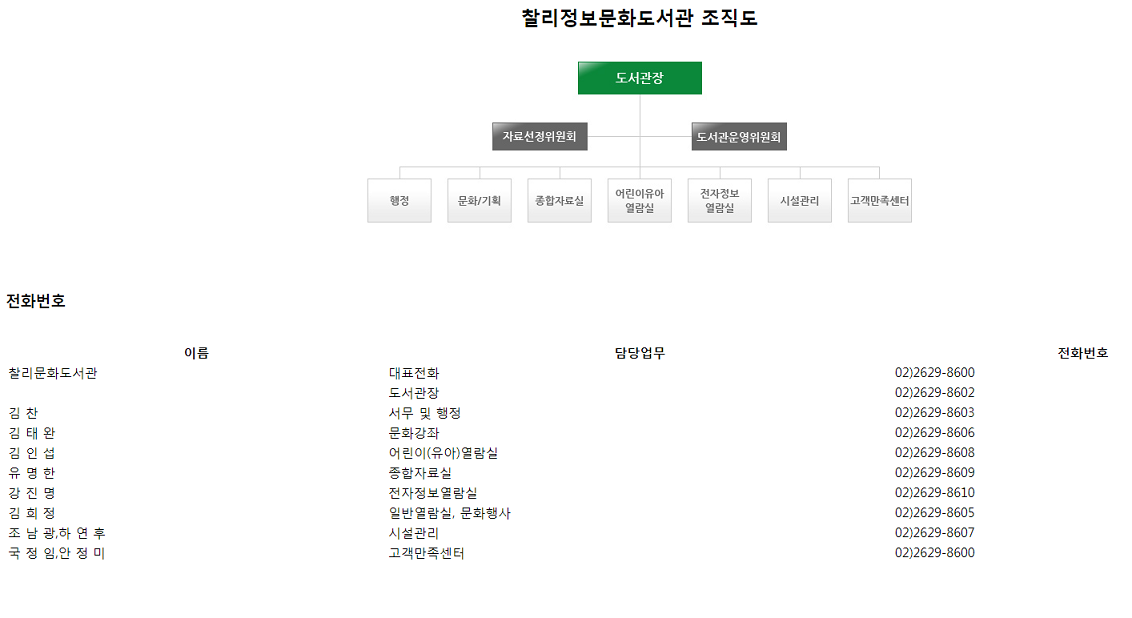 찰리정보문화도서관 조직도
도서관장
자료선정위원회 도서관운영위원회
행정 문화/기획 종합자료실 어린이유아 열람실 전자정보 열람실 시설관리 고객만족센터
전화번호
이름 담당업무 전화번호
찰리문화도서관 대표전화 02)2629-8600
도서관장 02)2629-8602
김 찬 서무 및 행정 02)2629-8603
김 태 완 문화강좌 02)2629-8606
김 인 섭 어린이(유아)열람실 02)2629-8608
유 명 한 종합자료실 02)2629-8609
강 진 명 전자정보열람실 02)2629-8610
김 희 정 일반열람실, 문화행사 02)2629-8605
조 남 광,하 연 후 시설관리 02)2629-8607
국 정 임,안 정 미 고객만족센터 02)2629-8600